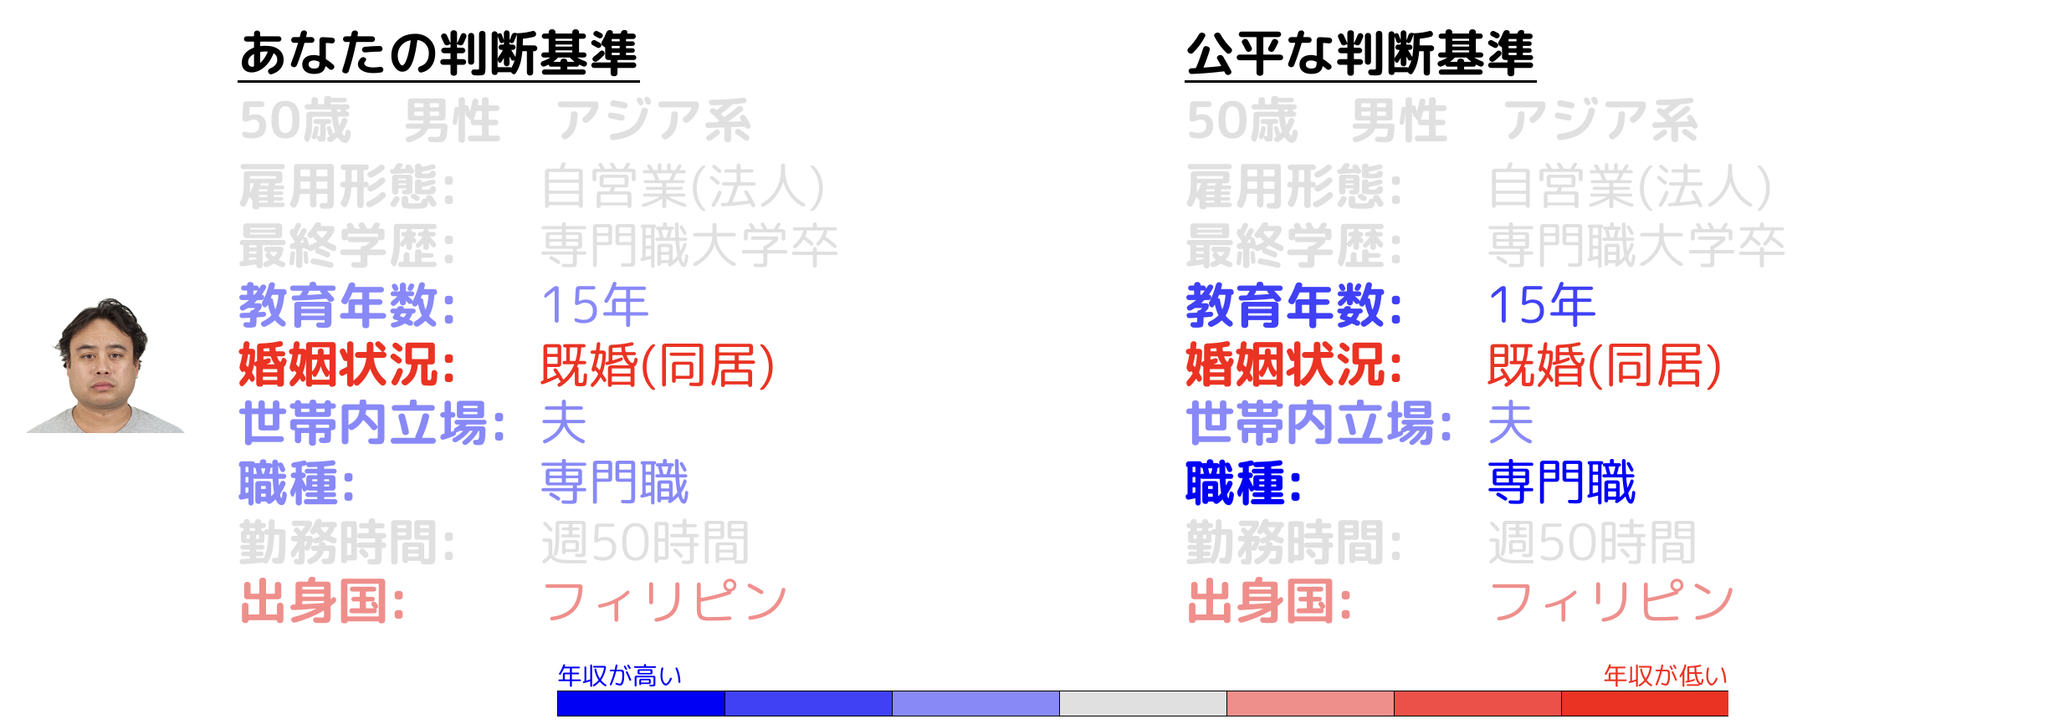 あなたの判断基準
50歳 男性 アジア系
雇用形態: 自営業(法人)
最終学歴: 専門職大学卒
教育年数: 15年
婚姻状況: 既婚(同居)
世帯内立場: 夫
職種: 専門職
勤務時間: 週50時間
出身国: フィリピン
公平な判断基準
50歳 男性 アジア系
雇用形態: 自営業(法人)
最終学歴: 専門職大学卒
教育年数: 15年
婚姻状況: 既婚(同居)
世帯内立場: 夫
職種: 専門職
勤務時間: 週50時間
出身国: フィリピン
年収が高い
年収が低い